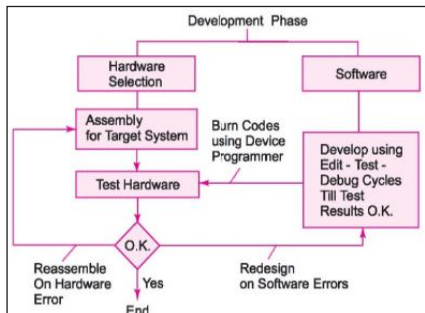 Development Phase
Hardware
Selection
Software
Assembly
for Target System
Burn Codes
using Device
Programmer
Develop using
Edit - Test -
Debug Cycles
Till Test
Results O.K.
Test Hardware
O.K.
Reassemble
On Hardware
Error
Yes
Redesign
on Software Errors
End